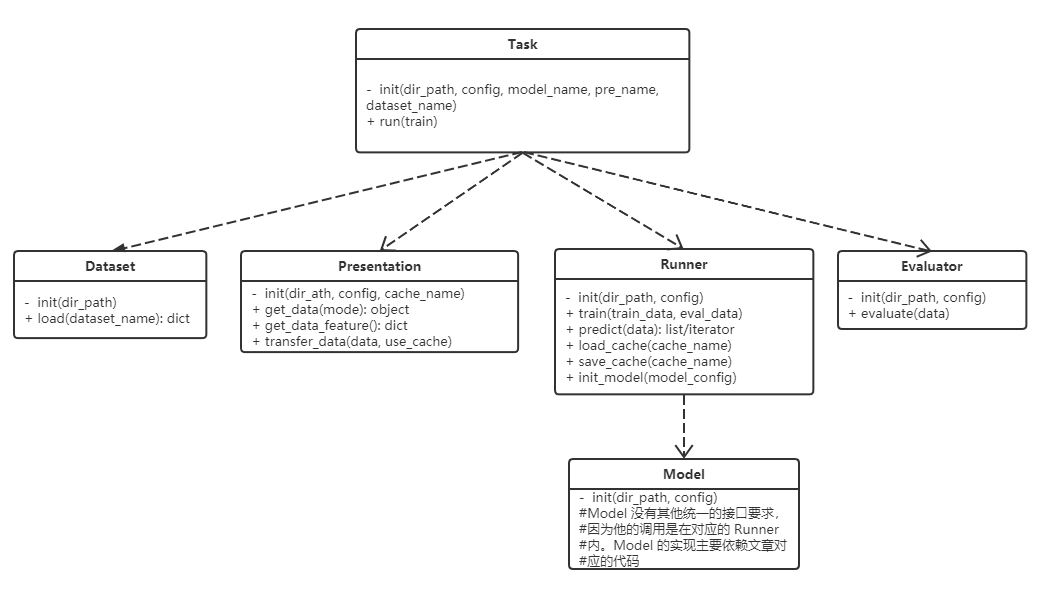 Task
- init(dir_path, config, model_name, pre_name,
dataset_name)
+ run(train)
Dataset
- init(dir_path)
+ load(dataset_name): dict
Presentation
- init(dir_ath, config, cache_name)
+ get_data(mode): object
+ get_data_feature(): dict
+ transfer_data(data, use_cache)
Runner
- init(dir_path, config)
+ train(train_data, eval_data)
+ predict(data): list/iterator
+ load_cache(cache_name)
+ save_cache(cache_name)
+ init_model(model_config)
Evaluator
- init(dir_path, config)
+ evaluate(data)
Model
- init(dir_path, config)
#Model 没有其他统一的接口要求，
#因为他的调用是在对应的 Runner
#内。Model 的实现主要依赖文章对
#应的代码